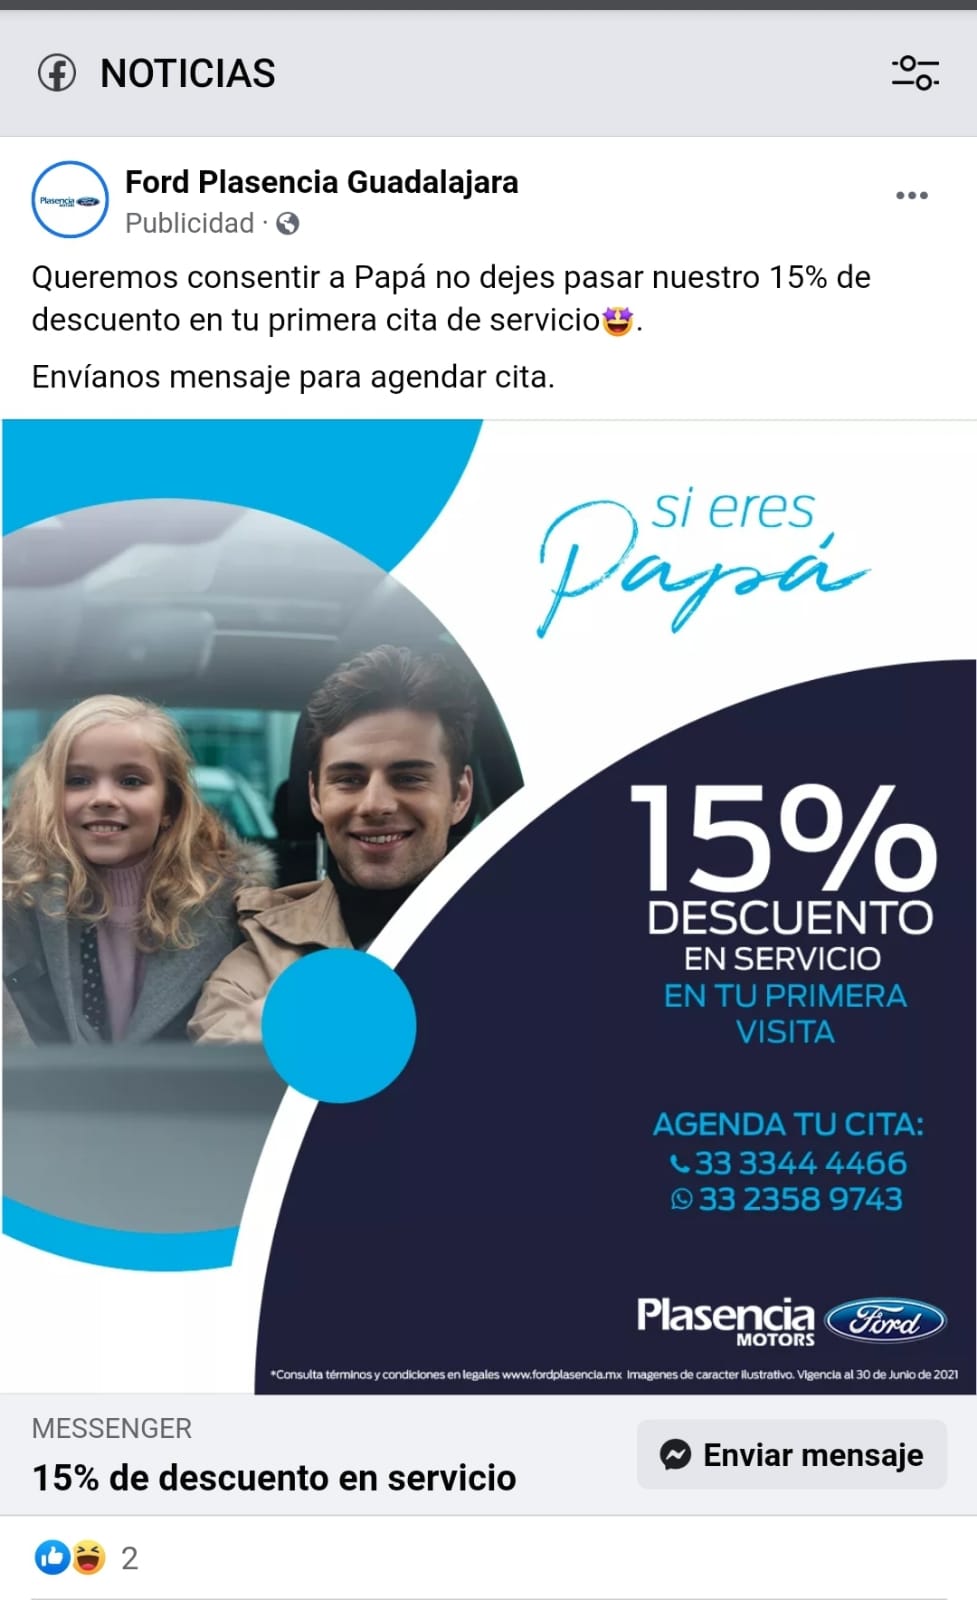 NOTICIAS
Ford Plasencia Guadalajara
Publicidad ·
Queremos consentir a Papá no dejes pasar nuestro 15% de
descuento en tu primera cita de servicio🤩.
Envíanos mensaje para agendar cita.
si eres
Papá
15%
DESCUENTO
EN SERVICIO
EN TU PRIMERA
VISITA
AGENDA TU CITA:
33 3344 4466
33 2358 9743
Plasencia
MOTORS
Ford
*Consulta términos y condiciones en legales www.fordplasencia.mx Imagenes de caracter Ilustrativo. Vigencia al 30 de Junio de 2021
MESSENGER
15% de descuento en servicio
Enviar mensaje
2